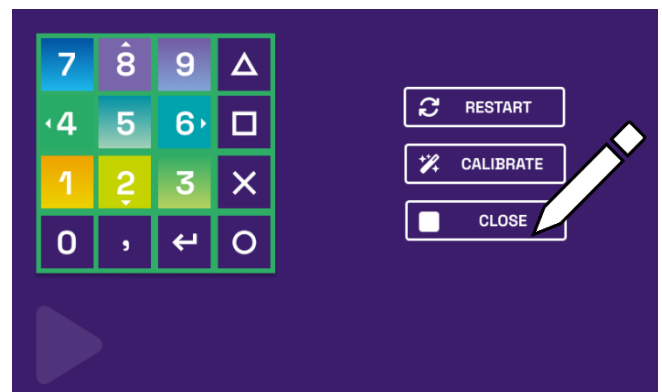 7 8 9 △
4 5 6 □
1 2 3 ×
0 , ↵ ○
RESTART
CALIBRATE
CLOSE